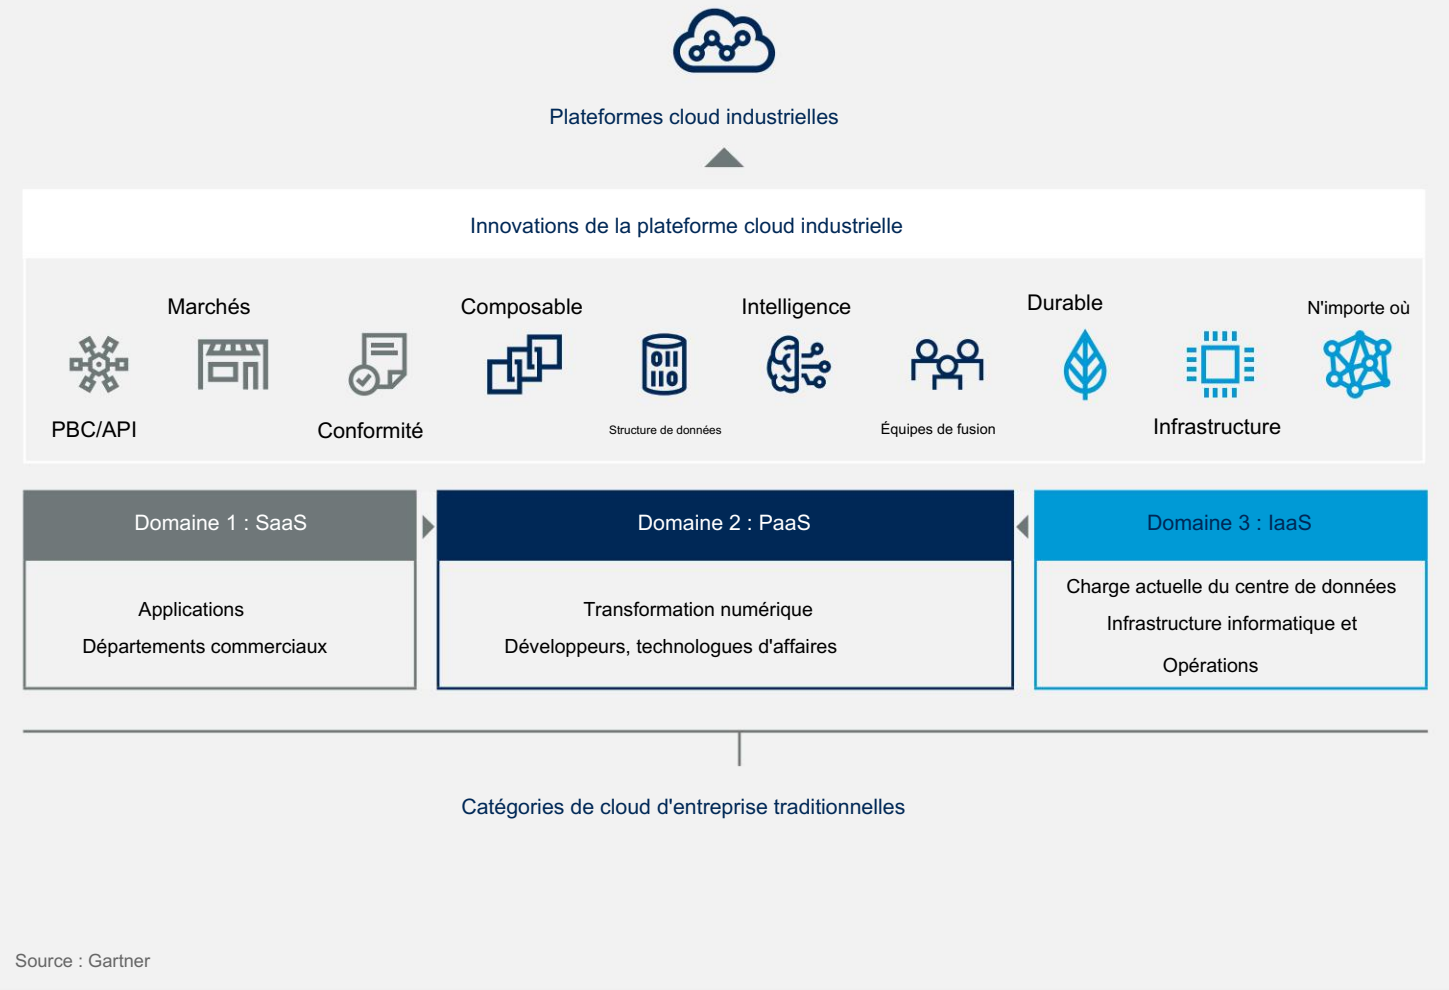 Plateformes cloud industrielles
Innovations de la plateforme cloud industrielle
Marchés
Composable
Intelligence
Durable
N'importe où
PBC/API
Conformité
Structure de données
Équipes de fusion
Infrastructure
Domaine 1 : SaaS
Applications
Départements commerciaux
Domaine 2 : PaaS
Transformation numérique
Développeurs, technologues d'affaires
Domaine 3 : IaaS
Charge actuelle du centre de données
Infrastructure informatique et
Opérations
Catégories de cloud d'entreprise traditionnelles
Source : Gartner